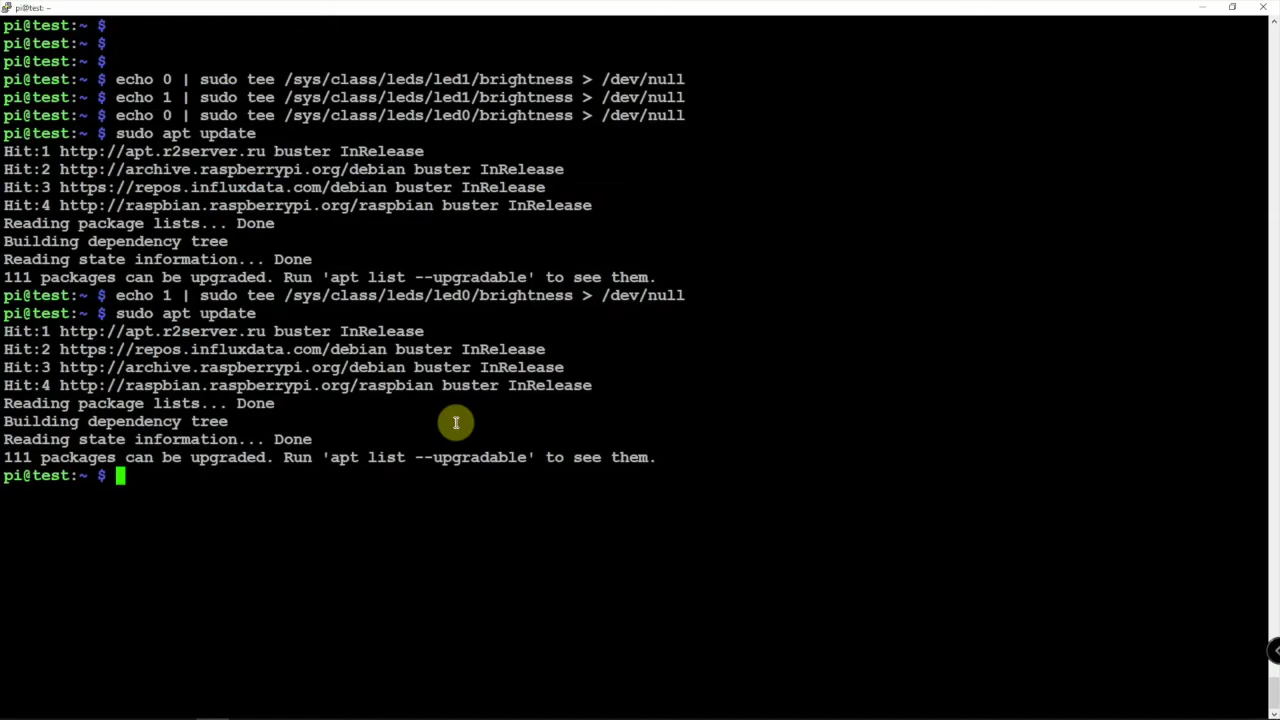 pi@test: ~
pi@test:~ $
pi@test:~ $
pi@test:~ $
pi@test:~ $ echo 0 | sudo tee /sys/class/leds/led1/brightness > /dev/null
pi@test:~ $ echo 1 | sudo tee /sys/class/leds/led1/brightness > /dev/null
pi@test:~ $ echo 0 | sudo tee /sys/class/leds/led0/brightness > /dev/null
pi@test:~ $ sudo apt update
Hit:1 http://apt.r2server.ru buster InRelease
Hit:2 http://archive.raspberrypi.org/debian buster InRelease
Hit:3 https://repos.influxdata.com/debian buster InRelease
Hit:4 http://raspbian.raspberrypi.org/raspbian buster InRelease
Reading package lists... Done
Building dependency tree
Reading state information... Done
111 packages can be upgraded. Run 'apt list --upgradable' to see them.
pi@test:~ $ echo 1 | sudo tee /sys/class/leds/led0/brightness > /dev/null
pi@test:~ $ sudo apt update
Hit:1 http://apt.r2server.ru buster InRelease
Hit:2 https://repos.influxdata.com/debian buster InRelease
Hit:3 http://archive.raspberrypi.org/debian buster InRelease
Hit:4 http://raspbian.raspberrypi.org/raspbian buster InRelease
Reading package lists... Done
Building dependency tree
Reading state information... Done
111 packages can be upgraded. Run 'apt list --upgradable' to see them.
pi@test:~ $